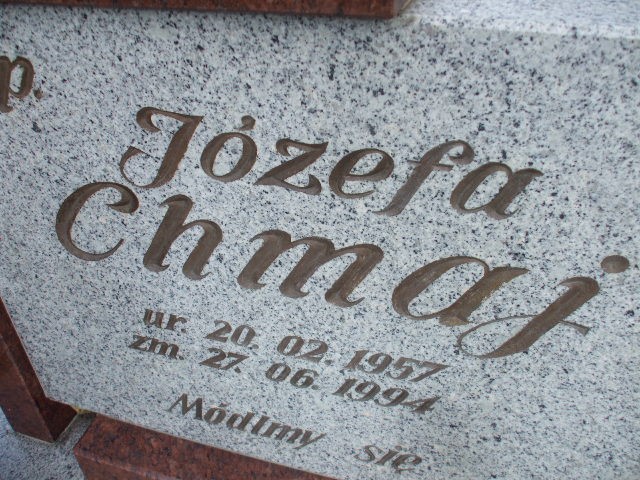 p.
Józefa
Chmaj
ur. 20. 02. 1957
zm. 27. 06. 1994
Módlmy się